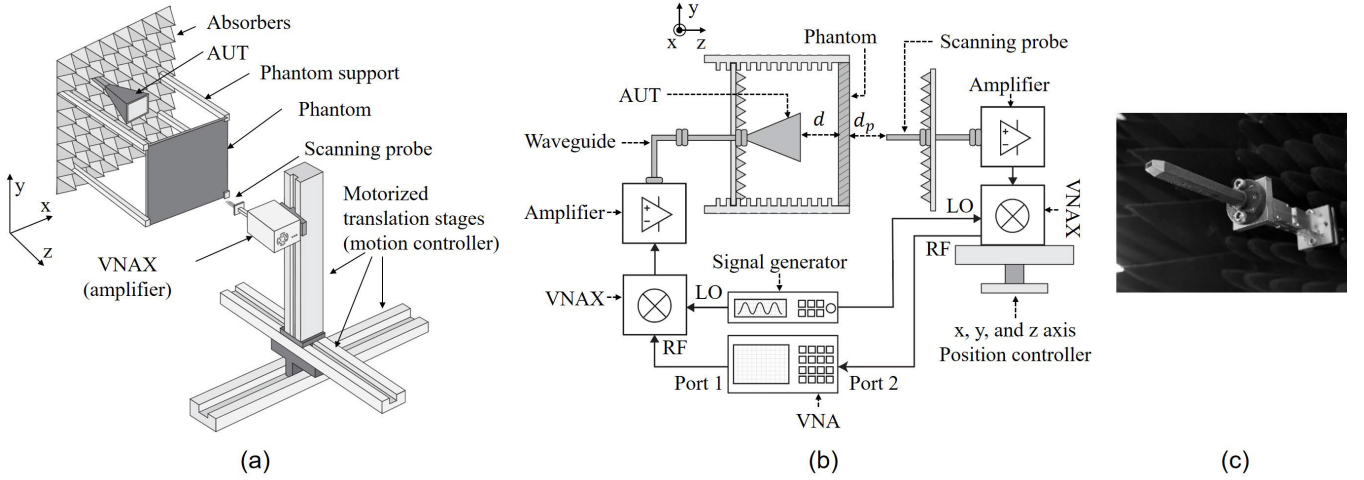 Absorbers
AUT
Phantom support
Phantom
Scanning probe
y
x
z
Motorized
translation stages
(motion controller)
VNAX
(amplifier)
(a)
y
x
z
Phantom
Scanning probe
Amplifier
AUT
d
d_p
Waveguide
Amplifier
LO
VNAX
RF
Signal generator
VNAX
LO
RF
x, y, and z axis
Position controller
Port 1
Port 2
VNA
(b)
(c)